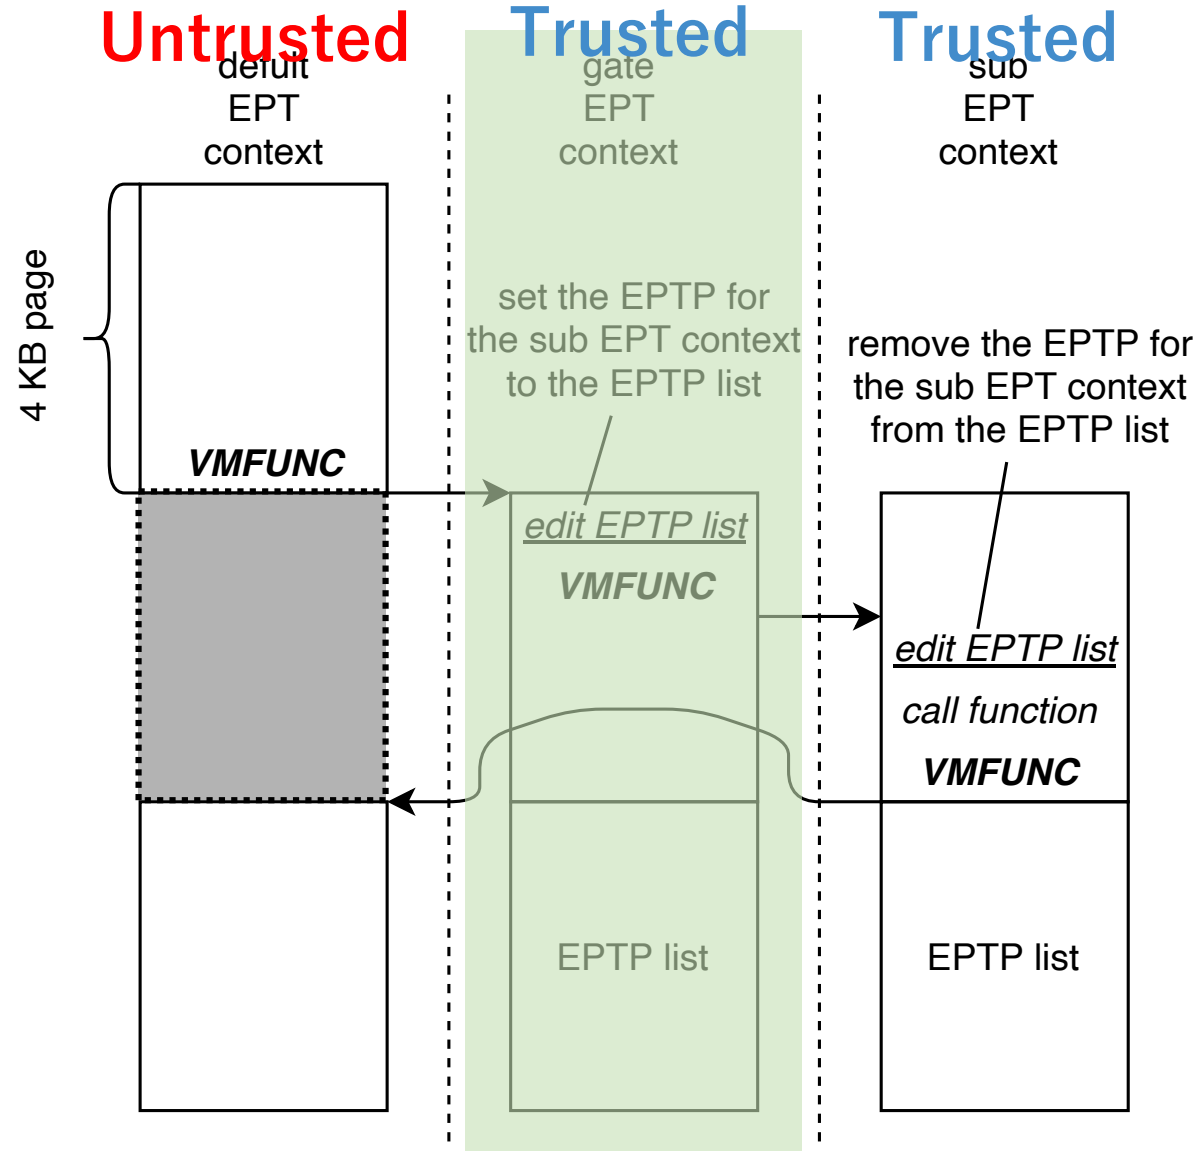 Untrusted
defult
EPT
context
Trusted
gate
EPT
context
Trusted
sub
EPT
context
4 KB page
VMFUNC
set the EPTP for
the sub EPT context
to the EPTP list
edit EPTP list
VMFUNC
EPTP list
remove the EPTP for
the sub EPT context
from the EPTP list
edit EPTP list
call function
VMFUNC
EPTP list